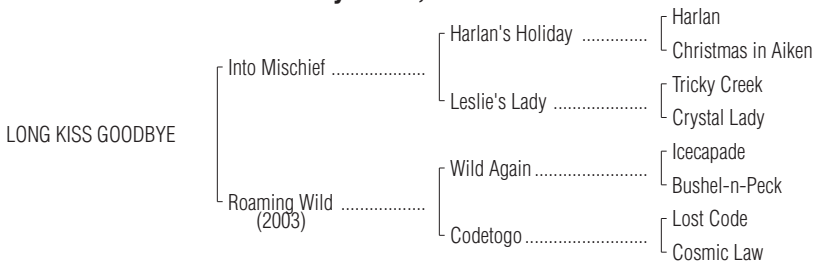 Harlan
Harlan's Holiday ..............
Christmas in Aiken
Into Mischief ....................
Tricky Creek
Leslie's Lady ....................
Crystal Lady
LONG KISS GOODBYE
Icecapade
Wild Again ........................
Bushel-n-Peck
Roaming Wild ..................
(2003)
Lost Code
Codetogo ..........................
Cosmic Law